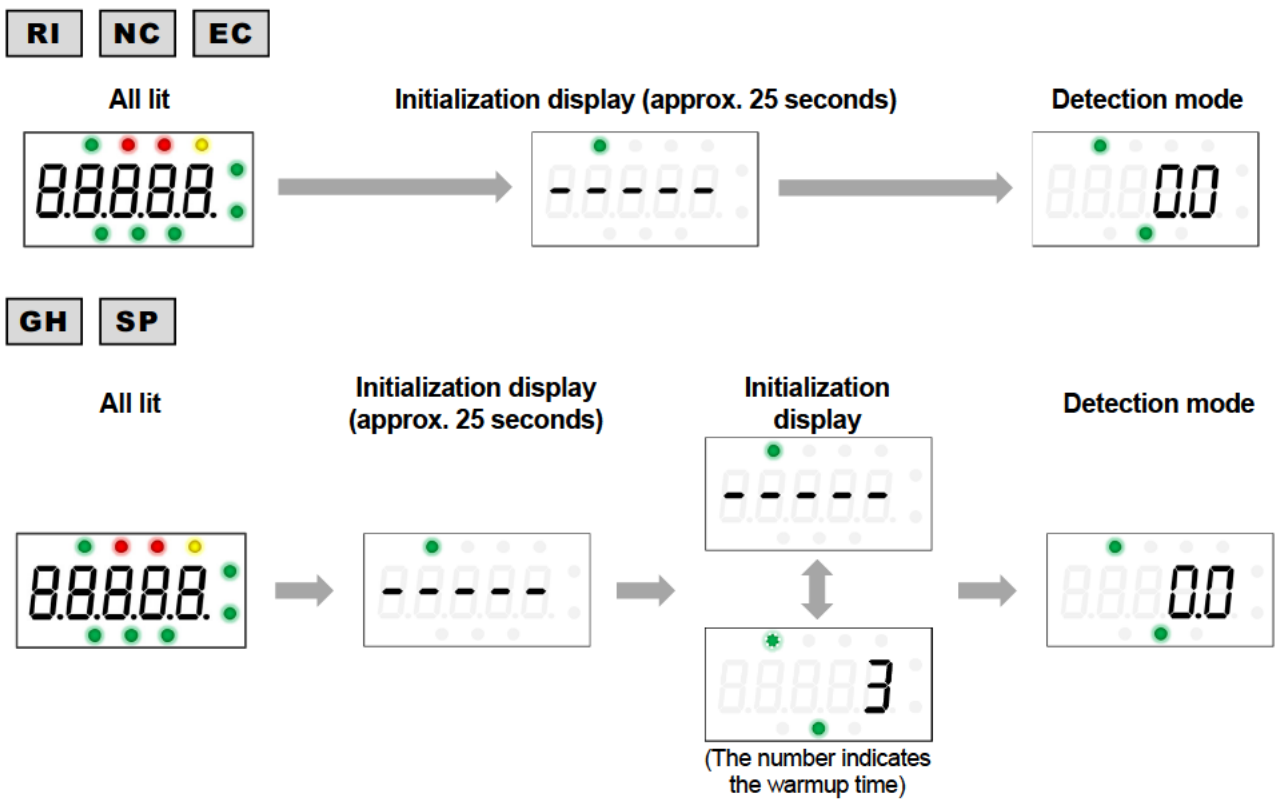 RI NC EC
All lit
Initialization display (approx. 25 seconds)
Detection mode
8.8.8.8.8.
- - - - -
0.0
GH SP
All lit
Initialization display
(approx. 25 seconds)
Initialization
display
Detection mode
8.8.8.8.8.
- - - - -
- - - - -
3
0.0
(The number indicates
the warmup time)